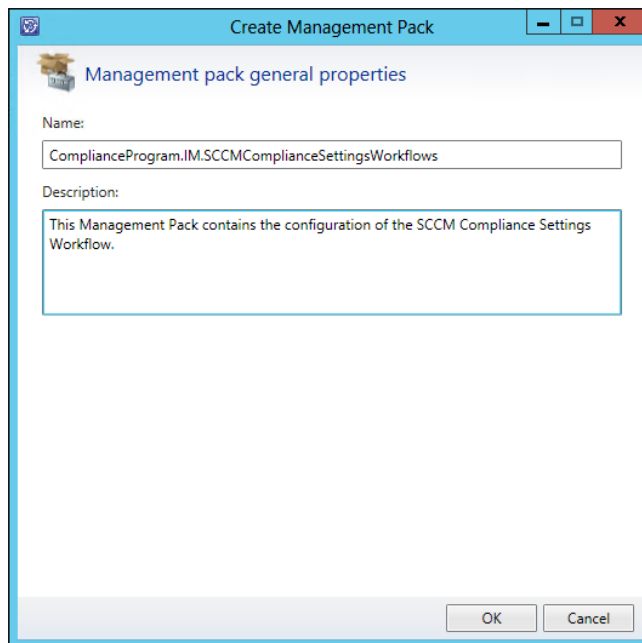 Create Management Pack
Management pack general properties
Name:
ComplianceProgram.IM.SCCMComplianceSettingsWorkflows
Description:
This Management Pack contains the configuration of the SCCM Compliance Settings
Workflow.
OK
Cancel